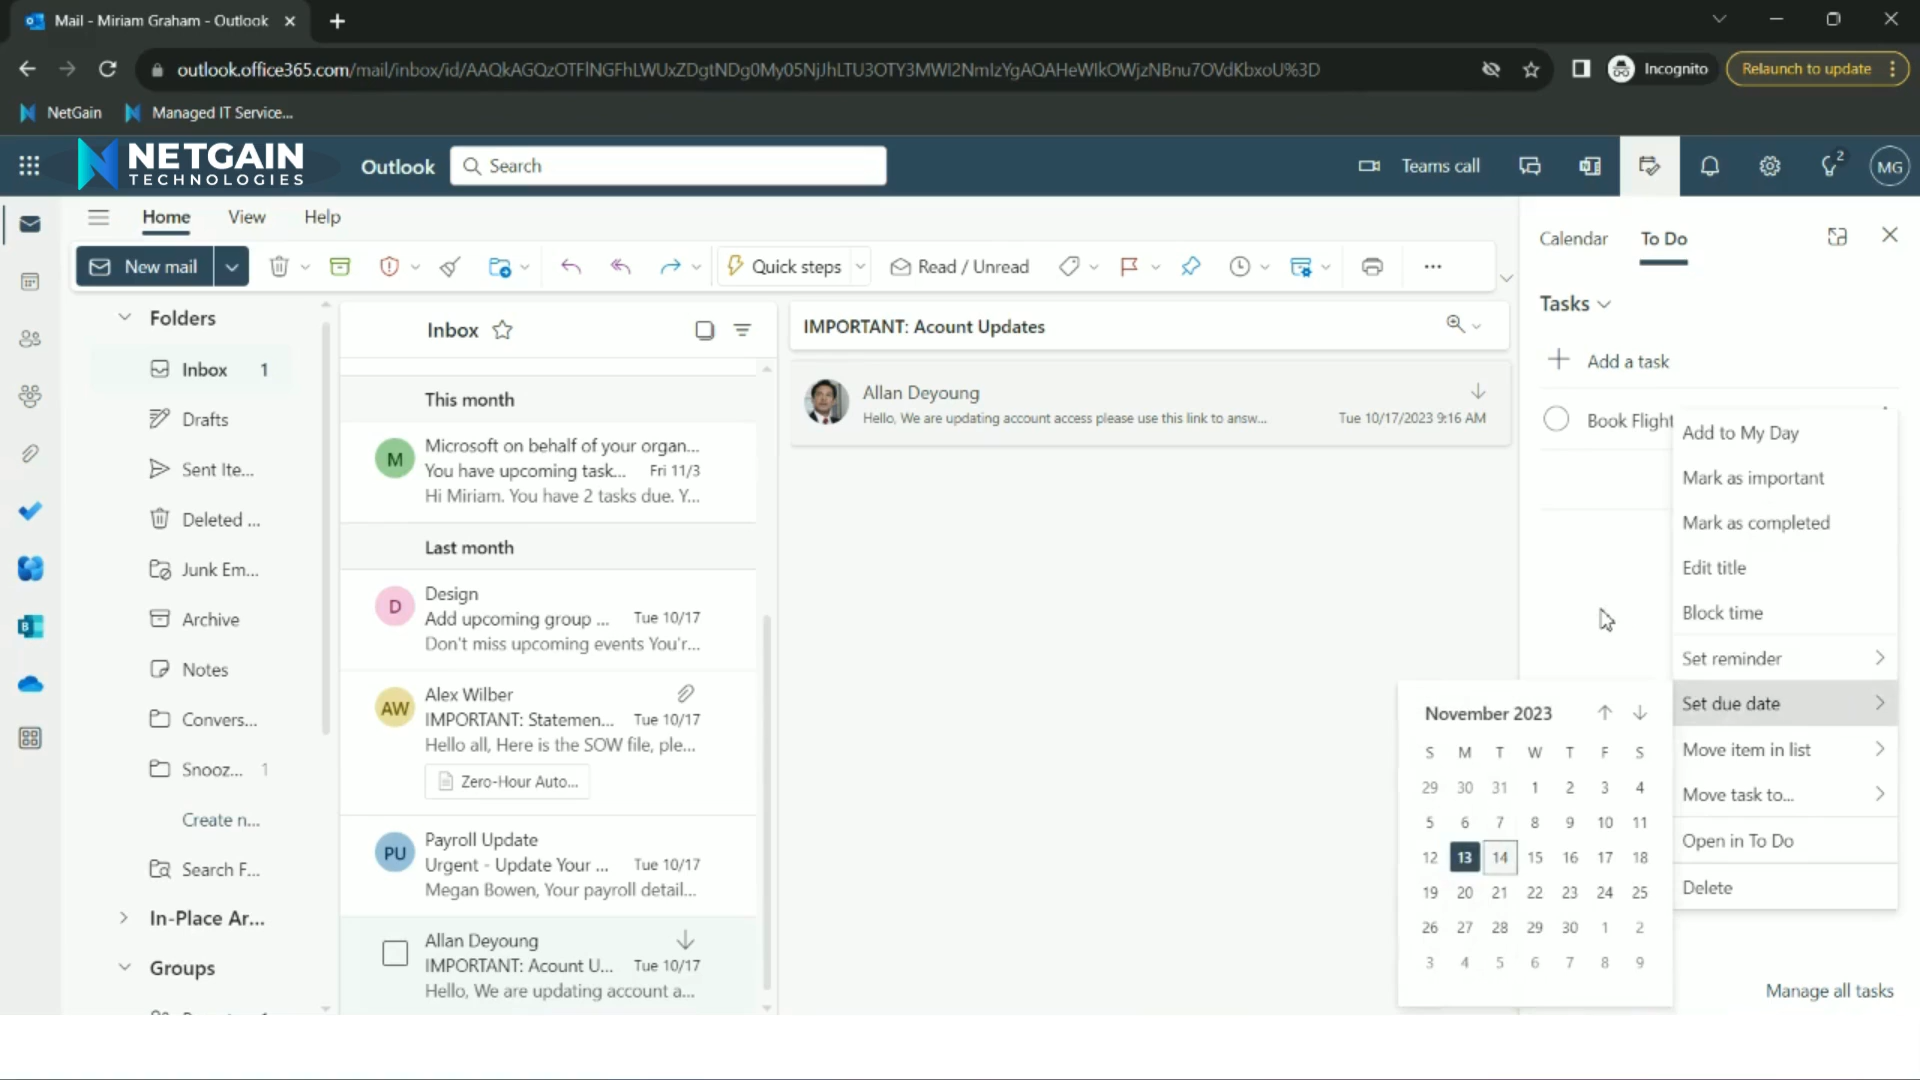 Mail - Miriam Graham - Outlook
outlook.office365.com/mail/inbox/id/AAQkAGQzOTFlNGFhLWUxZDgtNDg0My05NjJhLTU3OTY3MWI2NmIzYgAQAHeWlkOWjzNBnu7OVdKbxoU%3D
Incognito
Relaunch to update
NetGain
Managed IT Service...
NETGAIN
TECHNOLOGIES
Outlook
Search
Teams call
2
MG
Home
View
Help
New mail
Quick steps
Read / Unread
Calendar
To Do
Folders
Inbox 1
Drafts
Sent Ite...
Deleted ...
Junk Em...
Archive
Notes
Convers...
Snooz... 1
Create n...
Search F...
In-Place Ar...
Groups
Inbox
This month
M
Microsoft on behalf of your organ...
You have upcoming task... Fri 11/3
Hi Miriam. You have 2 tasks due. Y...
Last month
D
Design
Add upcoming group ... Tue 10/17
Don't miss upcoming events You'r...
AW
Alex Wilber
IMPORTANT: Statemen... Tue 10/17
Hello all, Here is the SOW file, ple...
Zero-Hour Auto...
PU
Payroll Update
Urgent - Update Your ... Tue 10/17
Megan Bowen, Your payroll detail...
Allan Deyoung
IMPORTANT: Acount U... Tue 10/17
Hello, We are updating account a...
IMPORTANT: Acount Updates
Allan Deyoung
Hello, We are updating account access please use this link to answ... Tue 10/17/2023 9:16 AM
Tasks
Add a task
Book Flight
Add to My Day
Mark as important
Mark as completed
Edit title
Block time
Set reminder
Set due date
Move item in list
Move task to...
Open in To Do
Delete
November 2023
S M T W T F S
29 30 31 1 2 3 4
5 6 7 8 9 10 11
12 13 14 15 16 17 18
19 20 21 22 23 24 25
26 27 28 29 30 1 2
3 4 5 6 7 8 9
Manage all tasks